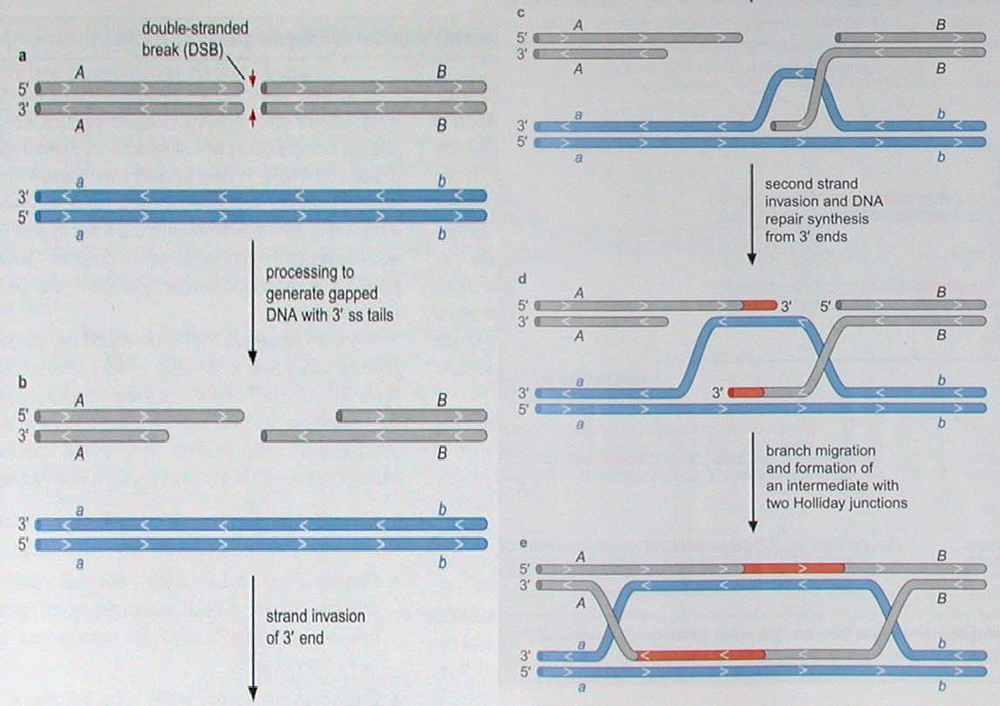 double-stranded
break (DSB)
a
A B
5'
3'
A B
a b
3'
5'
a b
processing to
generate gapped
DNA with 3' ss tails
b
A B
5'
3'
A B
a b
3'
5'
a b
strand invasion
of 3' end
c
A B
5'
3'
A B
a b
3'
5'
a b
second strand
invasion and DNA
repair synthesis
from 3' ends
d
A B
5' 3' 5'
3'
A B
a b
3' 3'
5'
a b
branch migration
and formation of
an intermediate with
two Holliday junctions
e
A B
5'
3'
A B
a b
3'
5'
a b